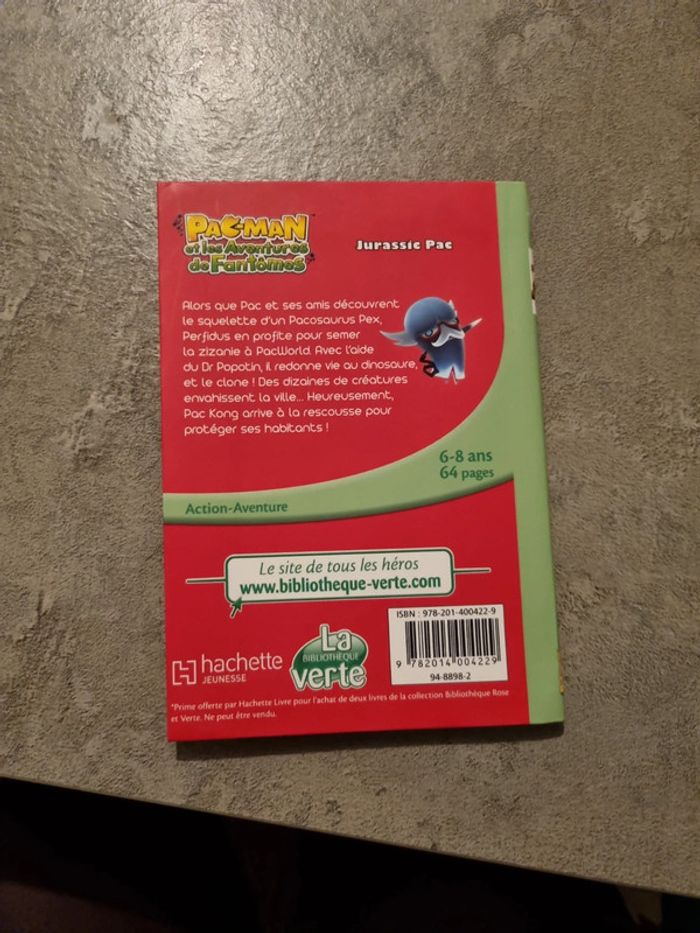 PAC-MAN
et les Aventures
de Fantômes
Jurassic Pac
Alors que Pac et ses amis découvrent
le squelette d'un Pacosaurus Pex,
Perfidus en profite pour semer
la zizanie à PacWorld. Avec l'aide
du Dr Popotin, il redonne vie au dinosaure,
et le clone ! Des dizaines de créatures
envahissent la ville... Heureusement,
Pac Kong arrive à la rescousse pour
protéger ses habitants !
6-8 ans
64 pages
Action-Aventure
Le site de tous les héros
www.bibliotheque-verte.com
ISBN : 978-201-400422-9
9 782014 004229
94-8898-2
hachette
JEUNESSE
La
BIBLIOTHÈQUE
verte
*Prime offerte par Hachette Livre pour l'achat de deux livres de la collection Bibliothèque Rose
et Verte. Ne peut être vendu.